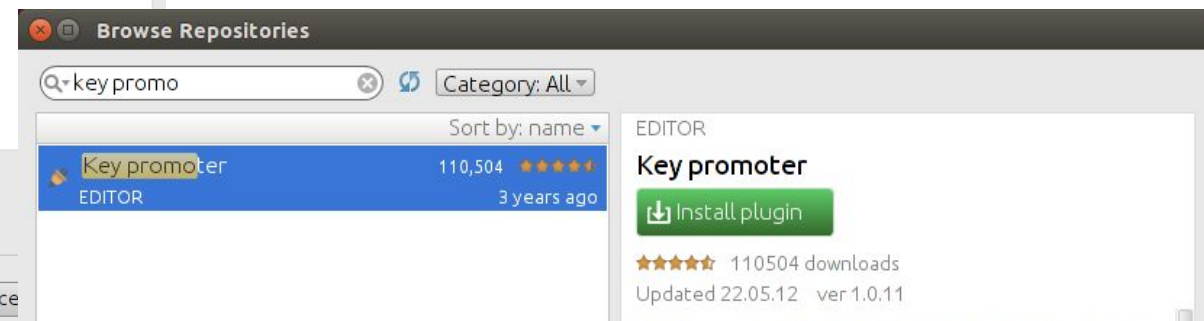 Browse Repositories
key promo
Category: All
Sort by: name
Key promoter 110,504
EDITOR 3 years ago
EDITOR
Key promoter
Install plugin
110504 downloads
Updated 22.05.12 ver 1.0.11
ce